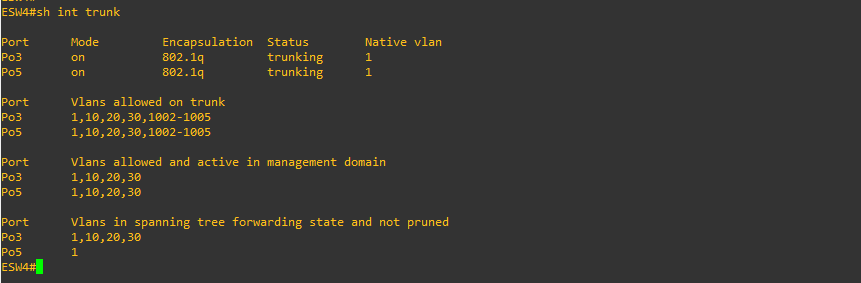 ESW4#sh int trunk
Port Mode Encapsulation Status Native vlan
Po3 on 802.1q trunking 1
Po5 on 802.1q trunking 1
Port Vlans allowed on trunk
Po3 1,10,20,30,1002-1005
Po5 1,10,20,30,1002-1005
Port Vlans allowed and active in management domain
Po3 1,10,20,30
Po5 1,10,20,30
Port Vlans in spanning tree forwarding state and not pruned
Po3 1,10,20,30
Po5 1
ESW4#